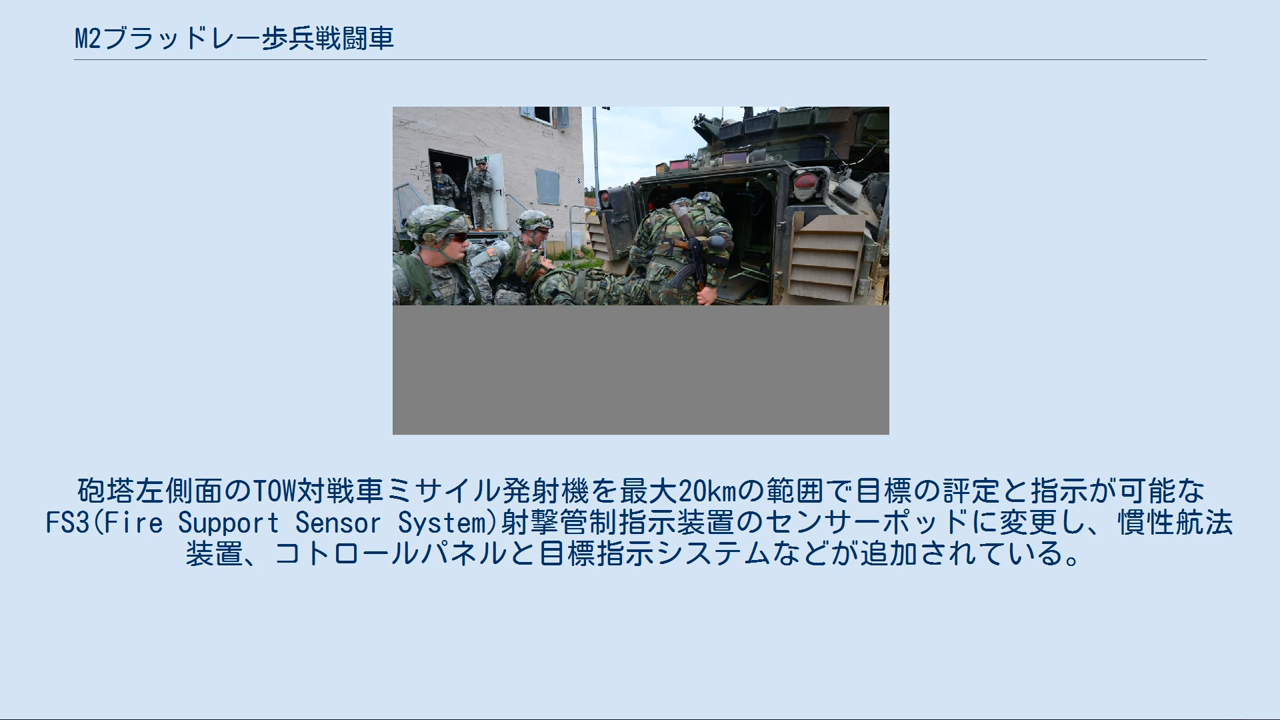 M2ブラッドレー歩兵戦闘車
砲塔左側面のTOW対戦車ミサイル発射機を最大20kmの範囲で目標の評定と指示が可能な
FS3(Fire Support Sensor System)射撃管制指示装置のセンサーポッドに変更し、慣性航法
装置、コトロールパネルと目標指示システムなどが追加されている。